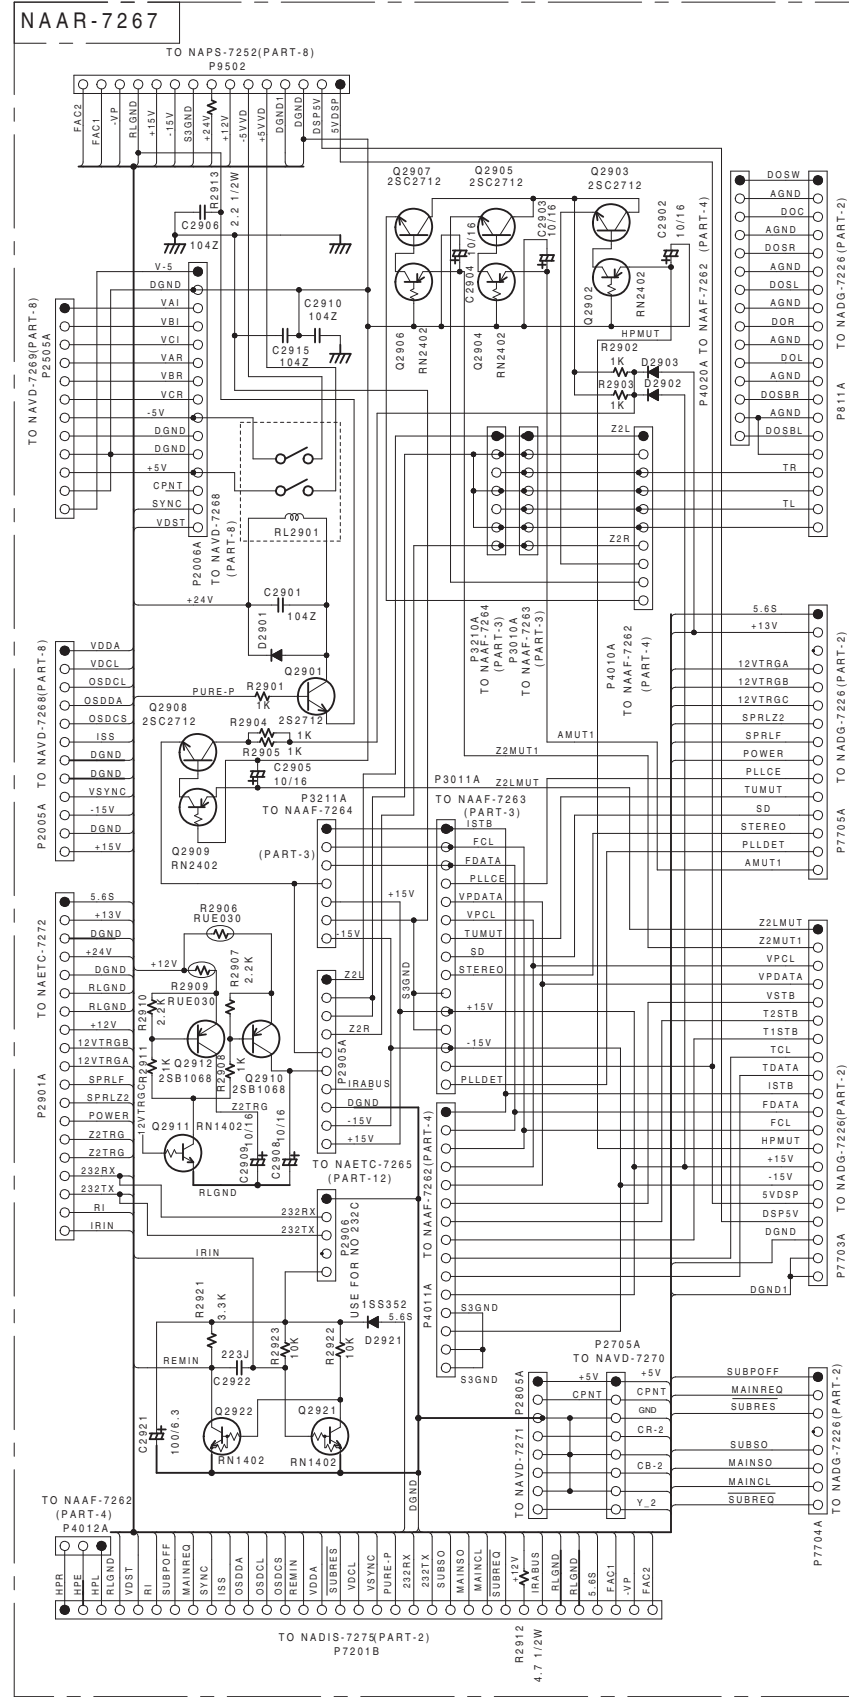 NAAR-7267
TO NAPS-7252(PART-8)
P9502
FAC2
FAC1
-VP
RLGND
+15V
-15V
S3GND
+24V
+12V
-5VVD
+5VVD
DGND1
DGND
DSP5V
5VDSP
R2913
2.2 1/2W
C2906
104Z
Q2907
2SC2712
Q2905
2SC2712
Q2903
2SC2712
10/16
C2904
C2903
10/16
C2902
10/16
Q2906
RN2402
Q2904
RN2402
Q2902
RN2402
HPMUT
R2902
1K
D2903
R2903
1K
D2902
P4020A TO NAAF-7262 (PART-4)
DOSW
AGND
DOC
AGND
DOSR
AGND
DOSL
AGND
DOR
AGND
DOL
AGND
DOSBR
AGND
DOSBL
TR
TL
P811A TO NADG-7226(PART-2)
TO NAVD-7269(PART-8)
P2505A
V-5
DGND
VAI
VBI
VCI
VAR
VBR
VCR
-5V
DGND
DGND
+5V
CPNT
SYNC
VDST
P2006A
TO NAVD-7268
(PART-8)
C2910
104Z
C2915
104Z
RL2901
+24V
C2901
104Z
D2901
Q2901
2S2712
PURE-P
R2901
1K
Q2908
2SC2712
R2904
1K
R2905 1K
C2905
10/16
Q2909
RN2402
Z2L
Z2R
P3210A
TO NAAF-7264
(PART-3)
P3010A
TO NAAF-7263
(PART-3)
P4010A
TO NAAF-7262
(PART-4)
P2005A TO NAVD-7268(PART-8)
VDDA
VDCL
OSDCL
OSDDA
OSDCS
ISS
DGND
DGND
VSYNC
-15V
DGND
+15V
AMUT1
Z2MUT1
Z2LMUT
5.6S
+13V
12VTRGA
12VTRGB
12VTRGC
SPRLZ2
SPRLF
POWER
PLLCE
TUMUT
SD
STEREO
PLLDET
AMUT1
P7705A TO NADG-7226(PART-2)
P3211A
TO NAAF-7264
(PART-3)
+15V
-15V
P3011A
TO NAAF-7263
(PART-3)
ISTB
FCL
FDATA
PLLCE
VPDATA
VPCL
TUMUT
SD
STEREO
S3GND
+15V
-15V
PLLDET
P2901A TO NAETC-7272
5.6S
+13V
DGND
+24V
DGND
RLGND
RLGND
+12V
12VTRGB
12VTRGA
SPRLF
SPRLZ2
POWER
Z2TRG
Z2TRG
232RX
232TX
RI
IRIN
R2906
RUE030
+12V
R2909
RUE030
R2907
2.2K
R2910
2.2K
R2911
1K
Q2912
2SB1068
R2908
1K
Q2910
2SB1068
12VTRGC
Z2TRG
Q2911 RN1402
C2909
10/16
C2908
10/16
RLGND
Z2L
Z2R
IRABUS
DGND
-15V
+15V
P2905A
TO NAETC-7265
(PART-12)
232RX
232TX
P2906
USE FOR NO 232C
P4011A TO NAAF-7262(PART-4)
S3GND
S3GND
Z2LMUT
Z2MUT1
VPCL
VPDATA
VSTB
T2STB
T1STB
TCL
TDATA
ISTB
FDATA
FCL
HPMUT
+15V
-15V
5VDSP
DSP5V
DGND
DGND1
P7703A TO NADG-7226(PART-2)
IRIN
R2921
3.3K
REMIN
223J
C2922
R2923
10K
R2922
10K
1SS352
5.6S
D2921
C2921
100/6.3
Q2922
RN1402
Q2921
RN1402
DGND
P2705A
TO NAVD-7270
P2805A
TO NAVD-7271
+5V
CPNT
+5V
CPNT
GND
CR-2
CB-2
Y_2
SUBPOFF
MAINREQ
SUBRES
SUBSO
MAINSO
MAINCL
SUBREQ
P7704A TO NADG-7226(PART-2)
TO NAAF-7262
(PART-4)
P4012A
HPR
HPE
HPL
RLGND
VDST
RI
SUBPOFF
MAINREQ
SYNC
ISS
OSDDA
OSDCL
OSDCS
REMIN
VDDA
SUBRES
VDCL
VSYNC
PURE-P
232RX
232TX
SUBSO
MAINSO
MAINCL
SUBREQ
+12V
IRABUS
RLGND
RLGND
5.6S
FAC1
-VP
FAC2
TO NADIS-7275(PART-2)
P7201B
R2912
4.7 1/2W